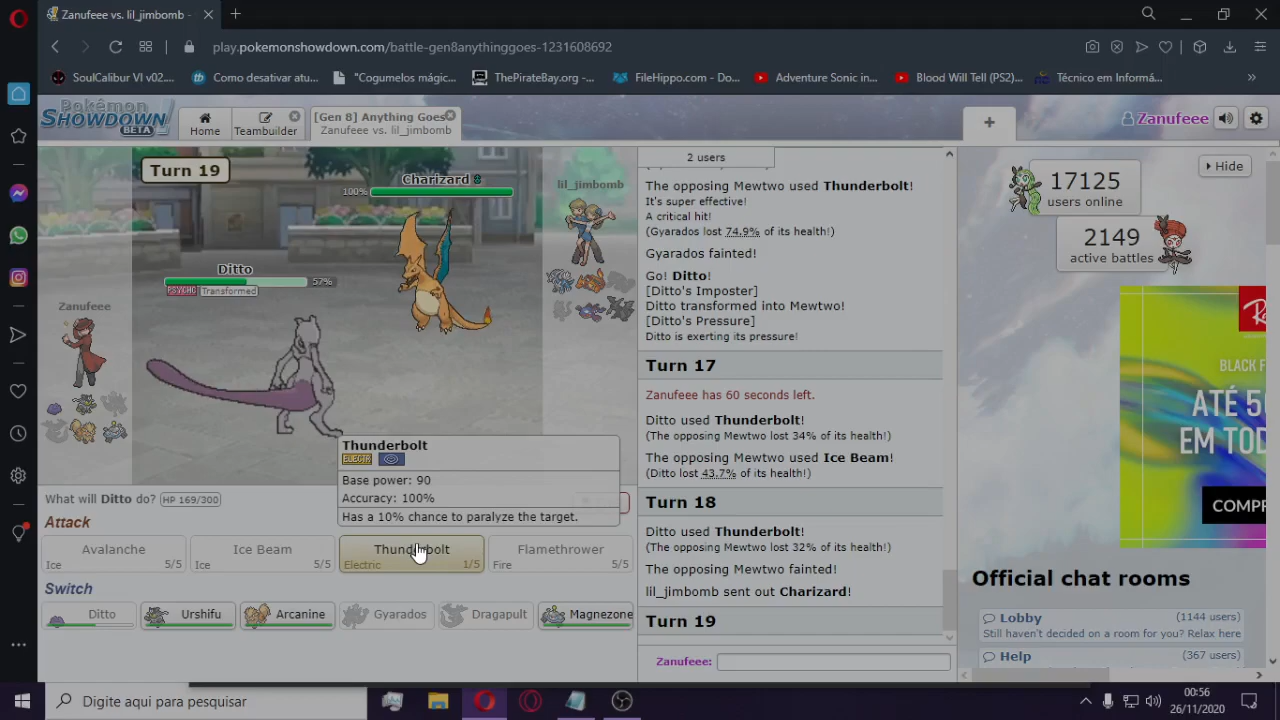 Zanufeee vs. lil_jimbomb -
play.pokemonshowdown.com/battle-gen8anythinggoes-1231608692
SoulCalibur VI v02....
Como desativar atu...
"Cogumelos mágic...
ThePirateBay.org -...
FileHippo.com - Do...
Adventure Sonic in...
Blood Will Tell (PS2)...
Técnico em Informá...
Pokémon
SHOWDOWN
BETA
Home
Teambuilder
[Gen 8] Anything Goes
Zanufeee vs. lil_jimbomb
Zanufeee
Turn 19
Charizard
100%
lil_jimbomb
Ditto
57%
PSYCHC
Transformed
Zanufeee
Thunderbolt
ELECTR
Base power: 90
Accuracy: 100%
Has a 10% chance to paralyze the target.
What will Ditto do?
HP 169/300
Attack
Avalanche
Ice
5/5
Ice Beam
Ice
5/5
Thunderbolt
Electric
1/5
Flamethrower
Fire
5/5
Switch
Ditto
Urshifu
Arcanine
Gyarados
Dragapult
Magnezone
2 users
The opposing Mewtwo used Thunderbolt!
It's super effective!
A critical hit!
(Gyarados lost 74.9% of its health!)
Gyarados fainted!
Go! Ditto!
[Ditto's Imposter]
Ditto transformed into Mewtwo!
[Ditto's Pressure]
Ditto is exerting its pressure!
Turn 17
Zanufeee has 60 seconds left.
Ditto used Thunderbolt!
(The opposing Mewtwo lost 34% of its health!)
The opposing Mewtwo used Ice Beam!
(Ditto lost 43.7% of its health!)
Turn 18
Ditto used Thunderbolt!
(The opposing Mewtwo lost 32% of its health!)
The opposing Mewtwo fainted!
lil_jimbomb sent out Charizard!
Turn 19
Zanufeee:
Hide
17125
users online
2149
active battles
BLACK F
ATÉ 5
EM TOD
COMPR
Official chat rooms
Lobby
(1144 users)
Still haven't decided on a room for you? Relax here
Help
(367 users)
Digite aqui para pesquisar
00:56
26/11/2020